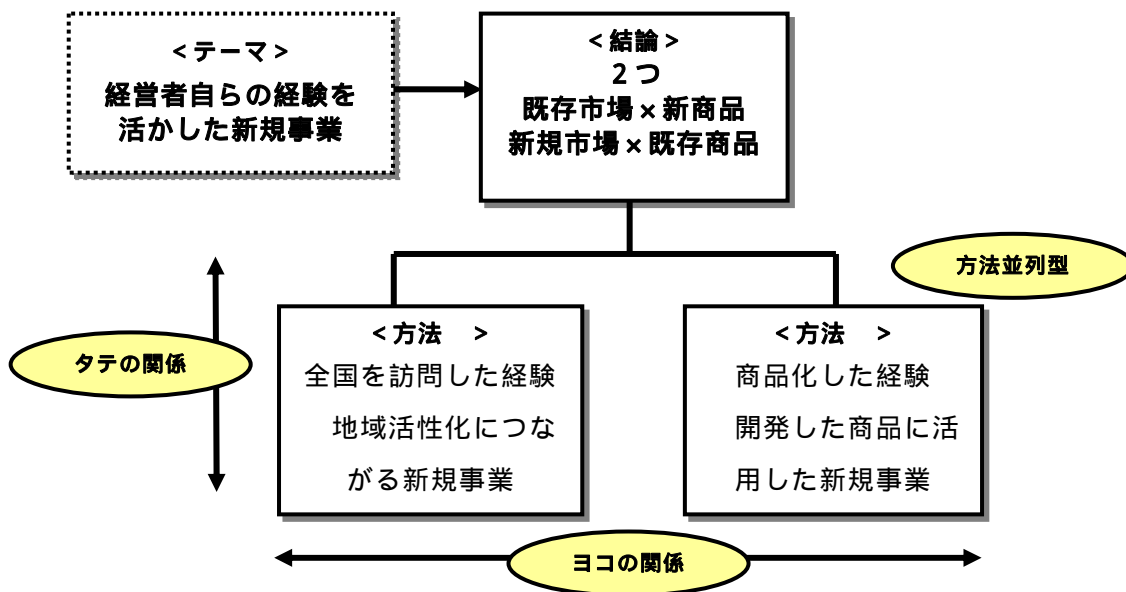 <テーマ>
経営者自らの経験を
活かした新規事業
<結論>
2つ
既存市場×新商品
新規市場×既存商品
方法並列型
タテの関係
<方法　>
全国を訪問した経験
地域活性化につな
がる新規事業
<方法　>
商品化した経験
開発した商品に活
用した新規事業
ヨコの関係